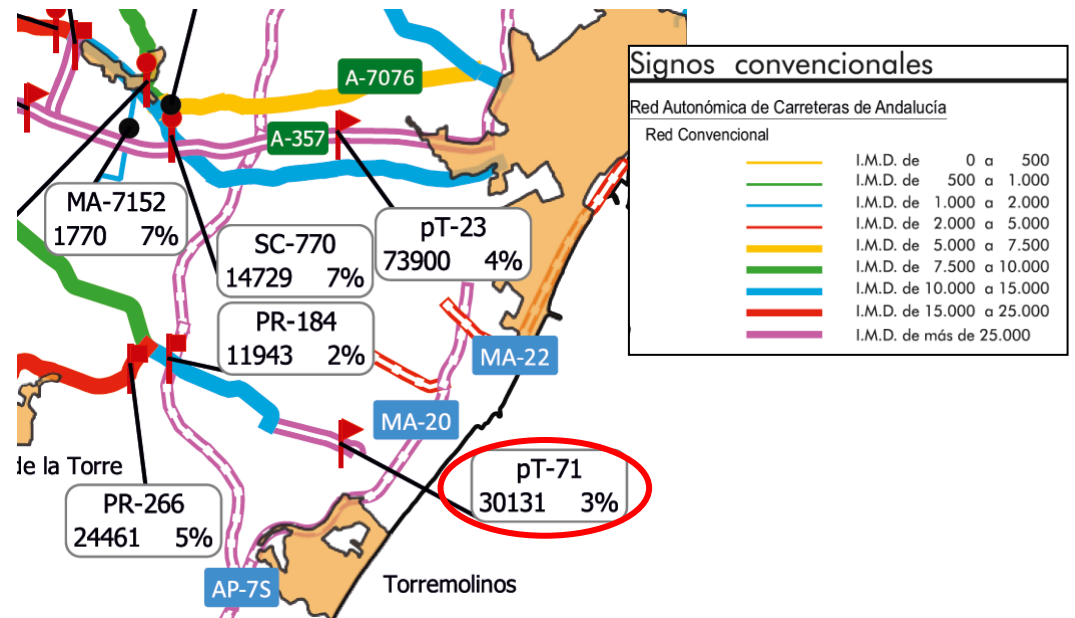 A-7076
A-357
MA-7152
1770 7%
SC-770
14729 7%
pT-23
73900 4%
PR-184
11943 2%
MA-22
MA-20
de la Torre
pT-71
30131 3%
PR-266
24461 5%
AP-7S
Torremolinos
Signos convencionales
Red Autonómica de Carreteras de Andalucía
Red Convencional
I.M.D. de 0 a 500
I.M.D. de 500 a 1.000
I.M.D. de 1.000 a 2.000
I.M.D. de 2.000 a 5.000
I.M.D. de 5.000 a 7.500
I.M.D. de 7.500 a 10.000
I.M.D. de 10.000 a 15.000
I.M.D. de 15.000 a 25.000
I.M.D. de más de 25.000